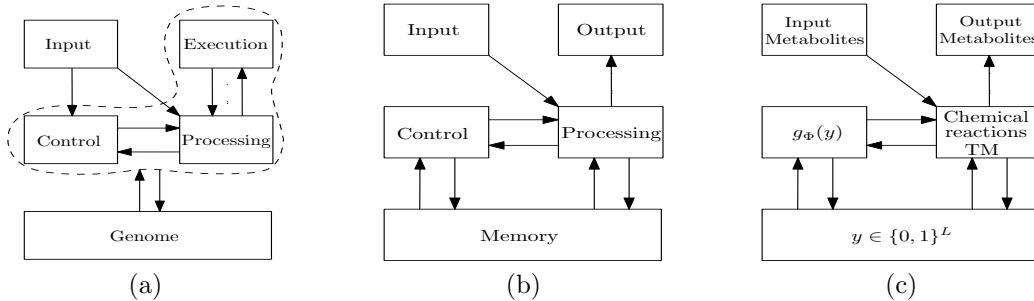 Input
Execution
Control
Processing
Genome
(a)
Input
Output
Control
Processing
Memory
(b)
Input
Metabolites
Output
Metabolites
g_Φ(y)
Chemical
reactions
TM
y ∈ {0, 1}^L
(c)